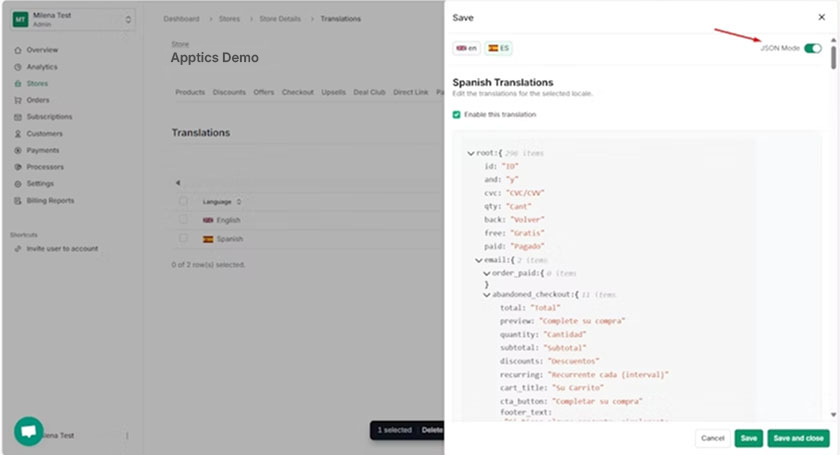 MT
Milena Test
Admin
Overview
Analytics
Stores
Orders
Subscriptions
Customers
Payments
Processors
Settings
Billing Reports
Shortcuts
Invite user to account
Milena Test
Dashboard > Stores > Store Details > Translations
Store
Apptics Demo
Products Discounts Offers Checkout Upsells Deal Club Direct Link
Translations
Language
English
Spanish
0 of 2 row(s) selected.
1 selected Delete
Save
en ES
JSON Mode
Spanish Translations
Edit the translations for the selected locale.
Enable this translation
root:{ 296 items
id: "ID"
and: "y"
cvc: "CVC/CVV"
qty: "Cant"
back: "Volver"
free: "Gratis"
paid: "Pagado"
email:{ 2 items
order_paid:{ 0 items
}
abandoned_checkout:{ 11 items
total: "Total"
preview: "Complete su compra"
quantity: "Cantidad"
subtotal: "Subtotal"
discounts: "Descuentos"
recurring: "Recurrente cada {interval}"
cart_title: "Su Carrito"
cta_button: "Completar su compra"
footer_text:
Cancel Save Save and close